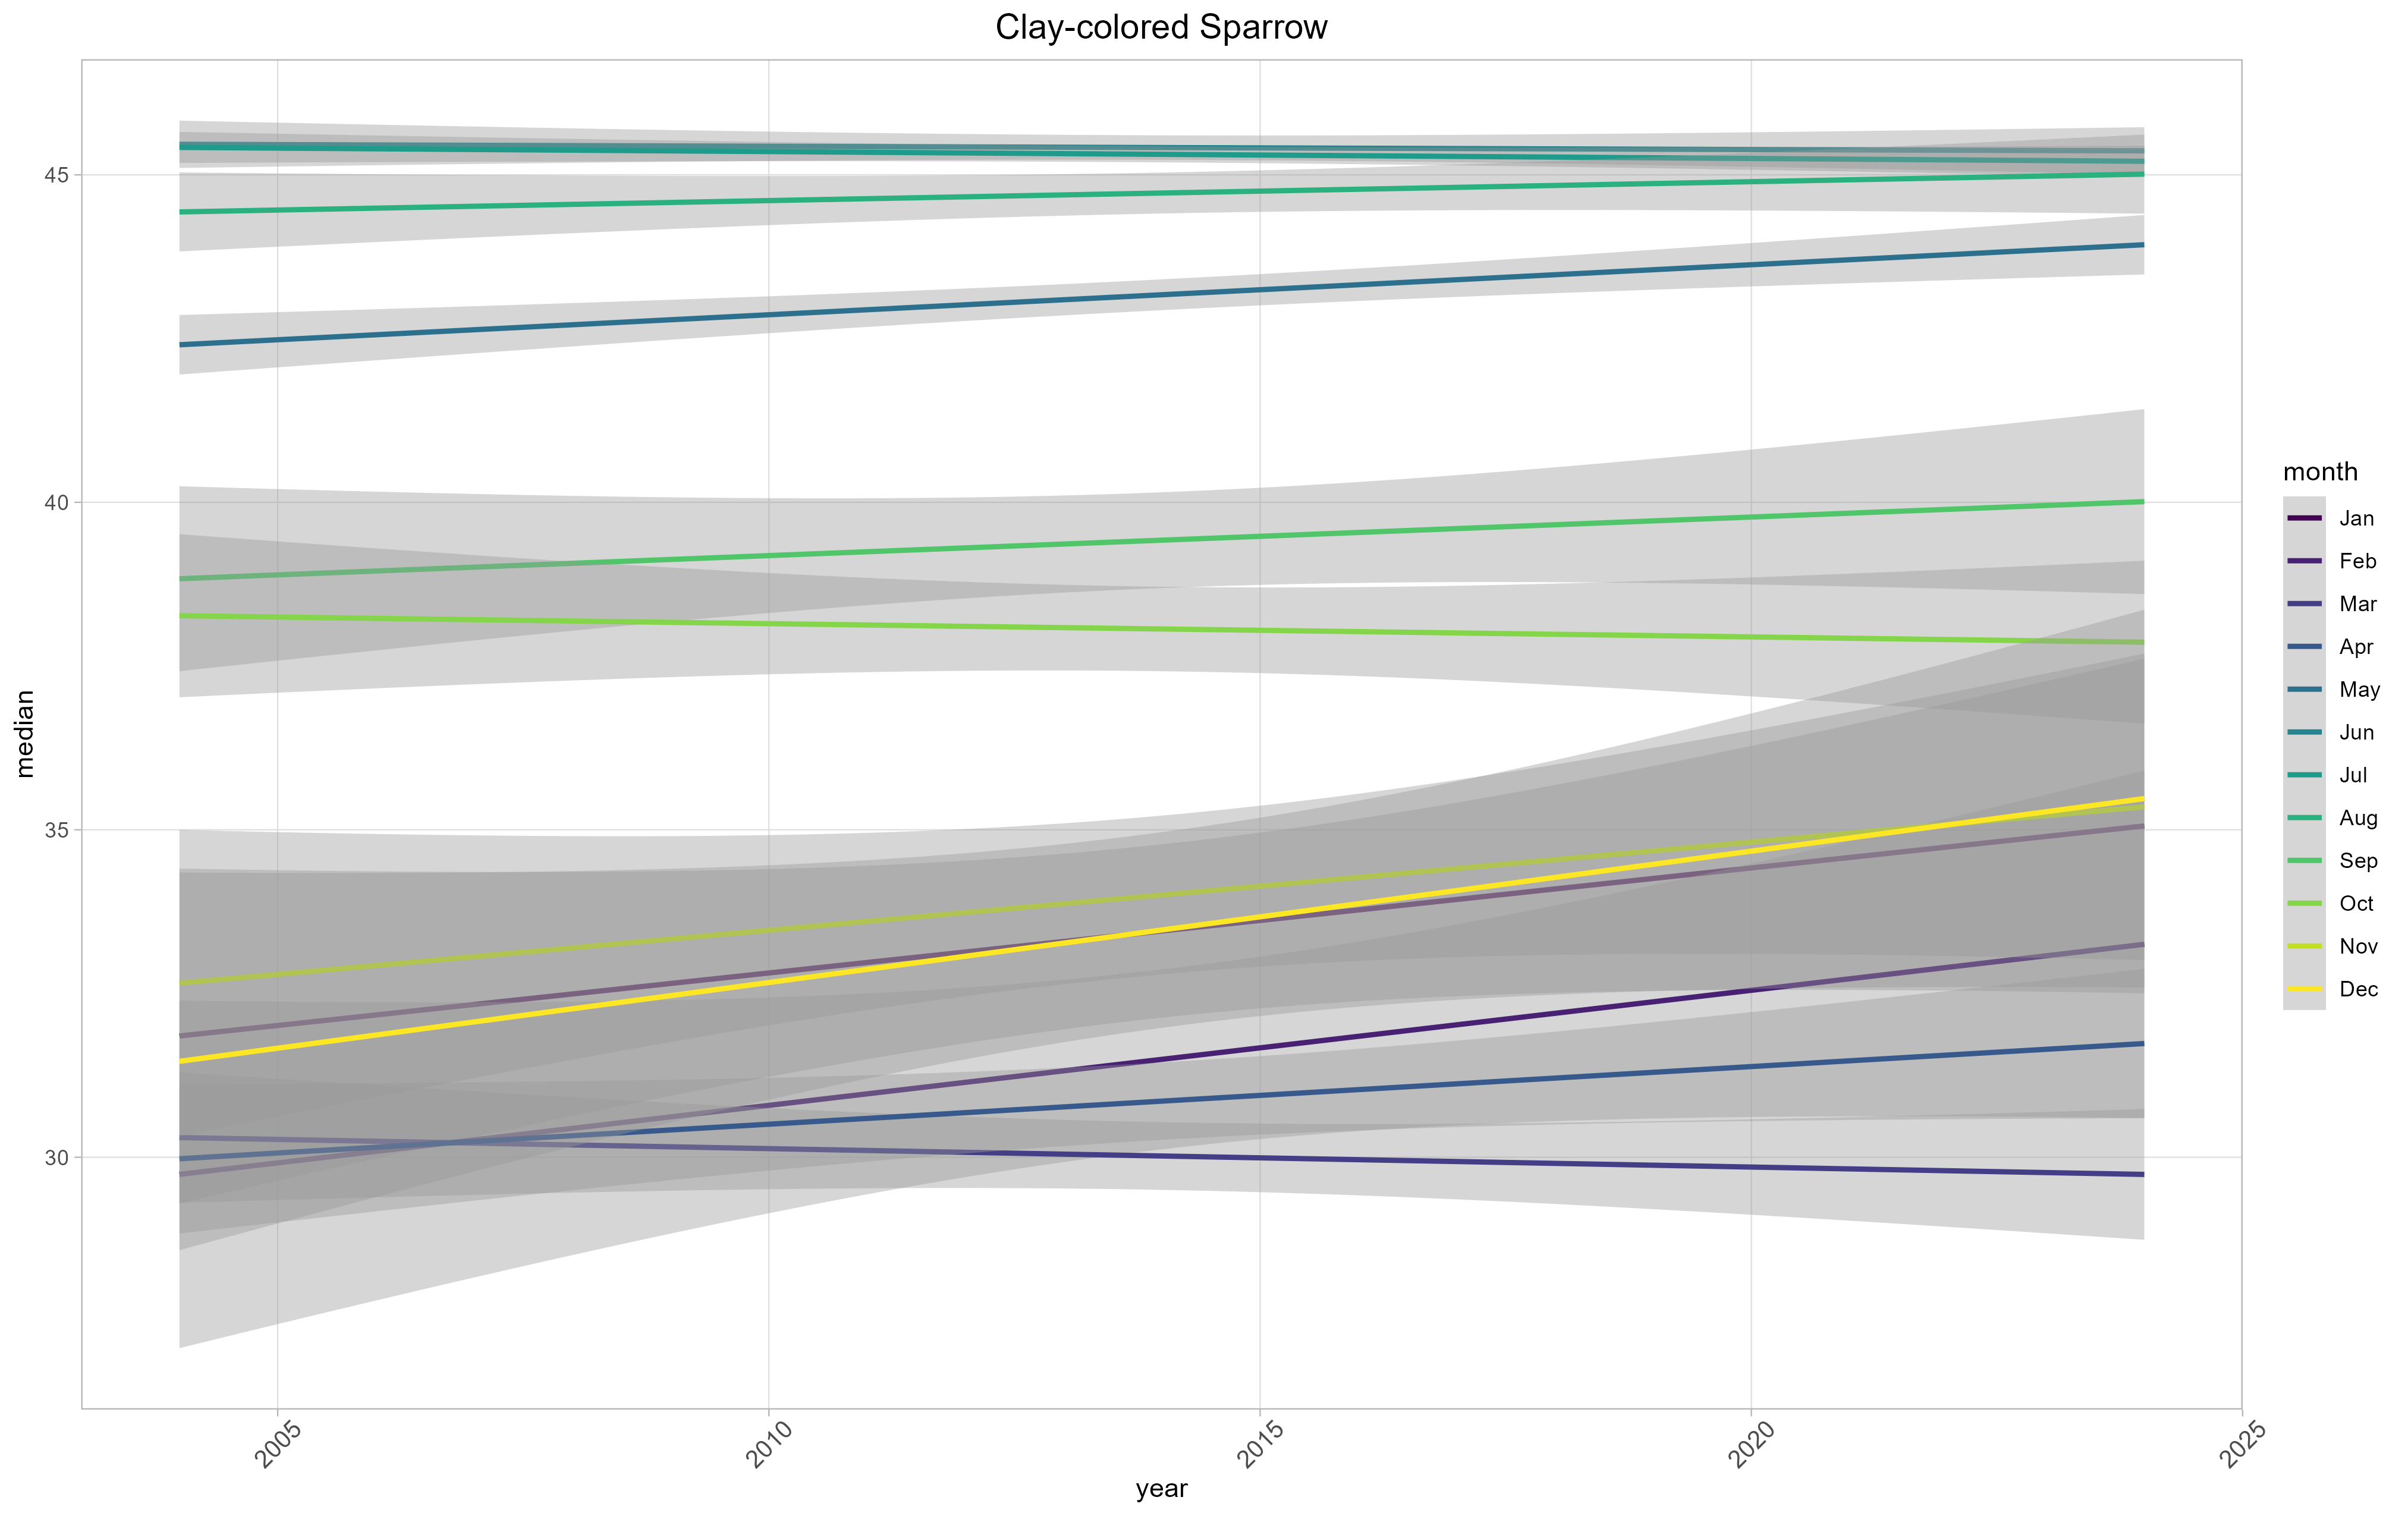 Clay-colored Sparrow
median
45
40
35
30
2005
2010
2015
2020
2025
year
month
Jan
Feb
Mar
Apr
May
Jun
Jul
Aug
Sep
Oct
Nov
Dec